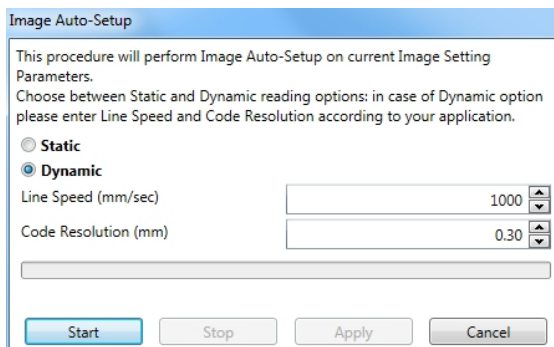 Image Auto-Setup
This procedure will perform Image Auto-Setup on current Image Setting
Parameters.
Choose between Static and Dynamic reading options: in case of Dynamic option
please enter Line Speed and Code Resolution according to your application.
Static
Dynamic
Line Speed (mm/sec) 1000
Code Resolution (mm) 0.30
Start Stop Apply Cancel